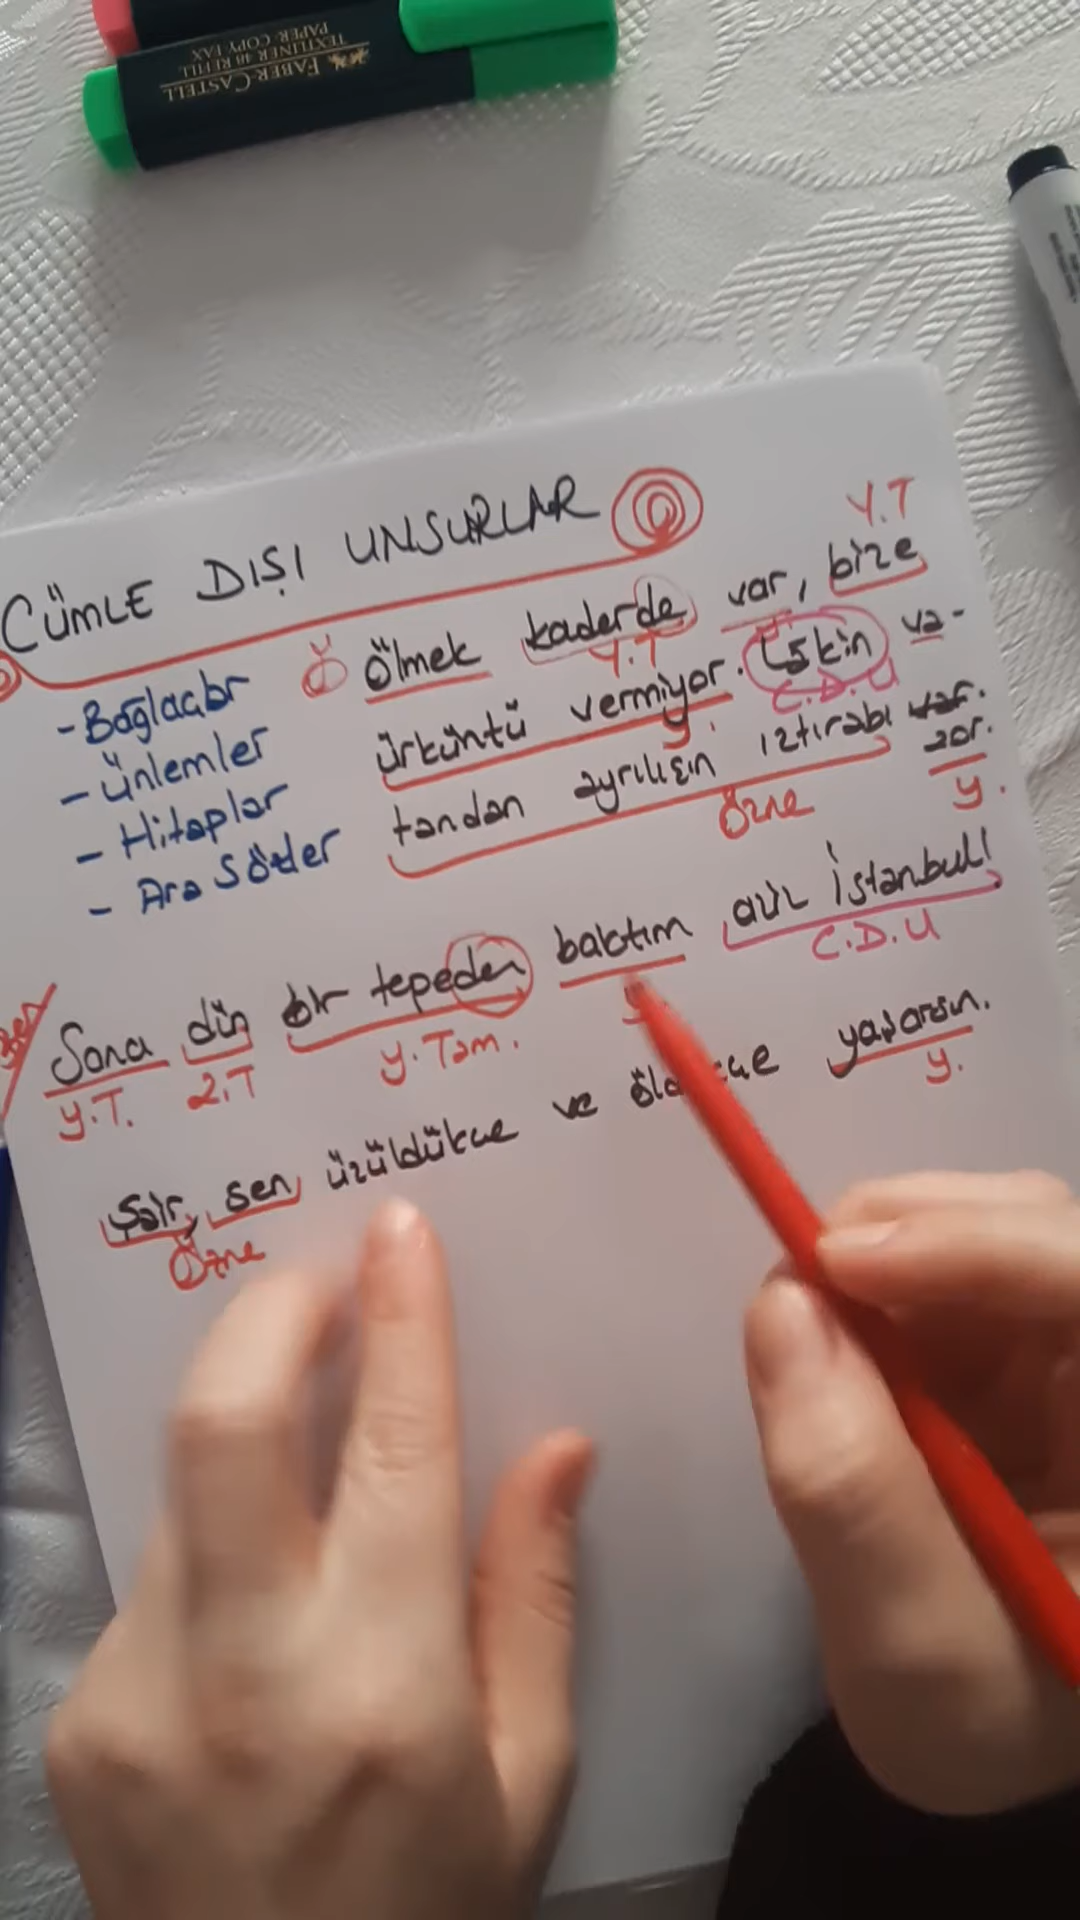 FABER-CASTELL
TEXTLINER 48 REFILL
PAPER COPY FAX
CÜMLE DIŞI UNSURLAR
- Bağlaçlar
- Ünlemler
- Hitaplar
- Ara Sözler
Y.T
Ö Ölmek kaderde var, bize
Y.T y
ürküntü vermiyor. Lâkin va-
y. C.D.U
tandan ayrılışın ıztırabı var.
zor.
Özne y.
Sana dün bir tepeden baktım aziz İstanbul!
y.T. Z.T y.Tam. y C.D.U
Şair, sen üzüldükçe ve yaşarsın.
Özne y.